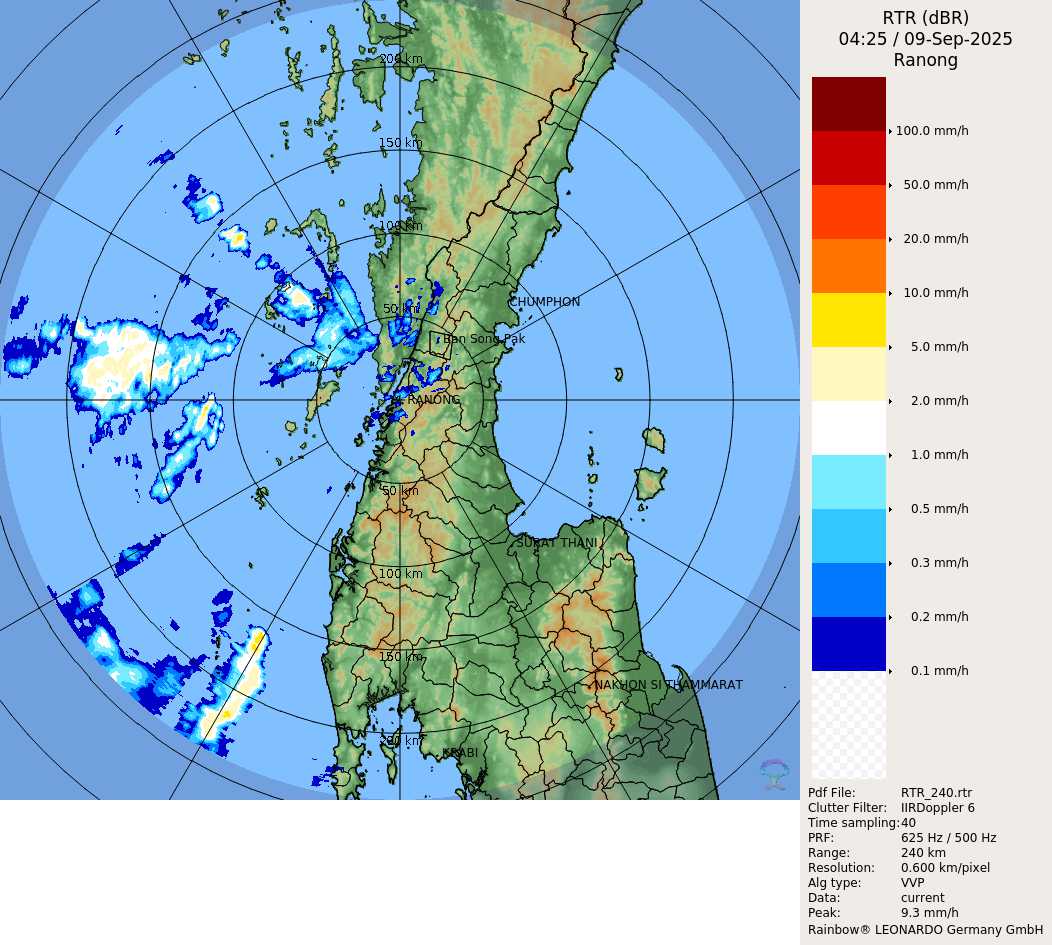 RTR (dBR)
04:25 / 09-Sep-2025
Ranong
200 km
150 km
100 km
50 km
CHUMPHON
Ban Song Pak
RANONG
50 km
SURAT THANI
100 km
150 km
NAKHON SI THAMMARAT
200 km
KRABI
100.0 mm/h
50.0 mm/h
20.0 mm/h
10.0 mm/h
5.0 mm/h
2.0 mm/h
1.0 mm/h
0.5 mm/h
0.3 mm/h
0.2 mm/h
0.1 mm/h
Pdf File: RTR_240.rtr
Clutter Filter: IIRDoppler 6
Time sampling: 40
PRF: 625 Hz / 500 Hz
Range: 240 km
Resolution: 0.600 km/pixel
Alg type: VVP
Data: current
Peak: 9.3 mm/h
Rainbow® LEONARDO Germany GmbH